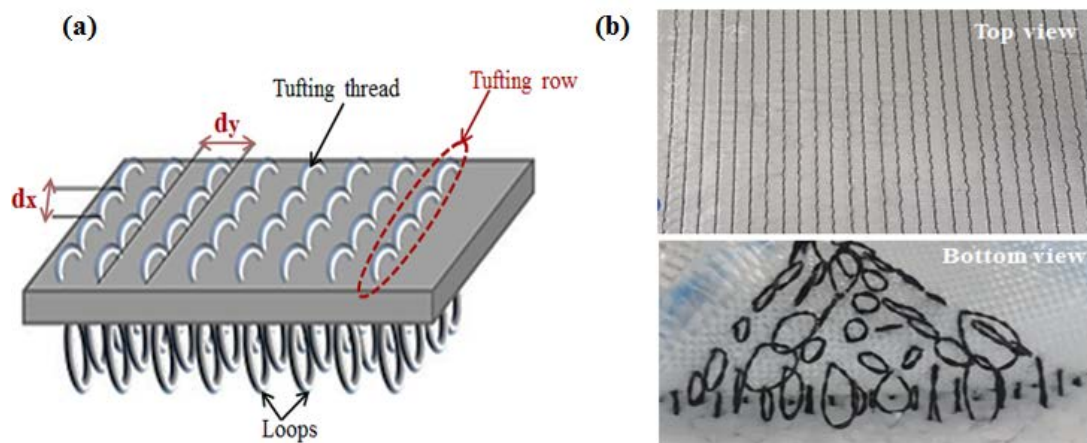 (a)
Tufting thread
Tufting row
dy
dx
Loops
(b)
Top view
Bottom view